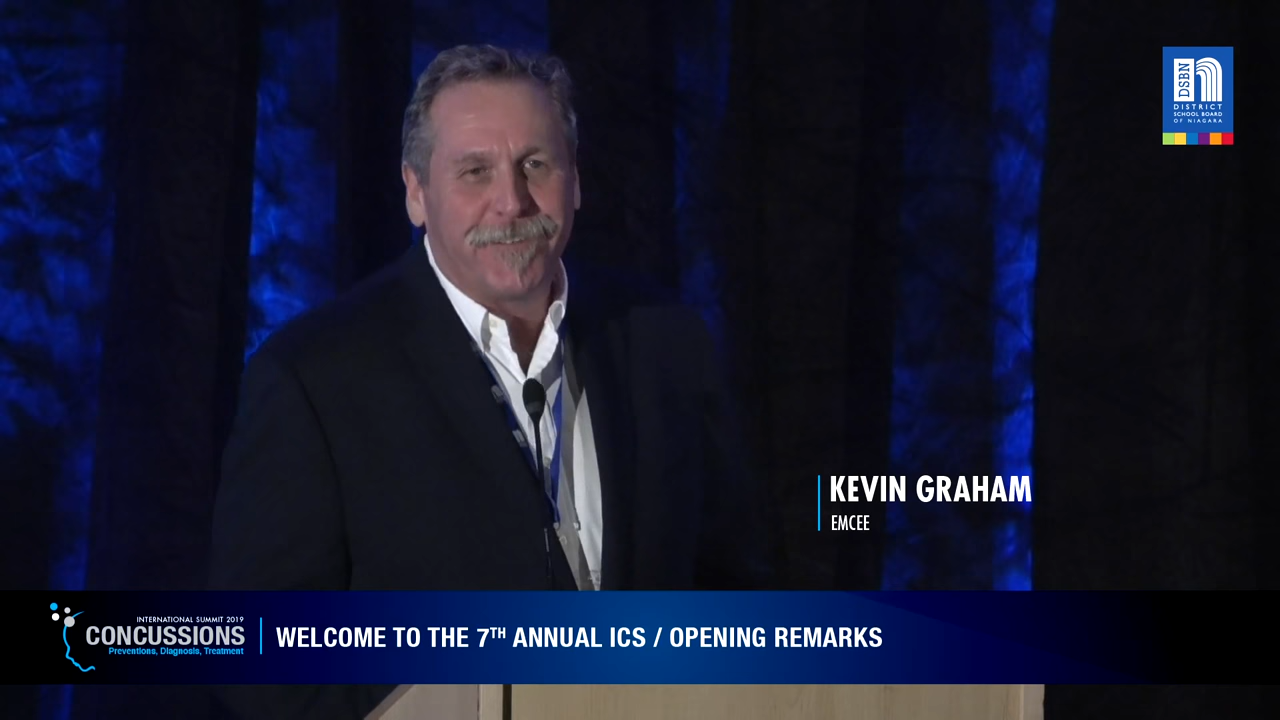 DSBN
DISTRICT
SCHOOL BOARD
OF NIAGARA
KEVIN GRAHAM
EMCEE
INTERNATIONAL SUMMIT 2019
CONCUSSIONS
Preventions, Diagnosis, Treatment
WELCOME TO THE 7TH ANNUAL ICS / OPENING REMARKS